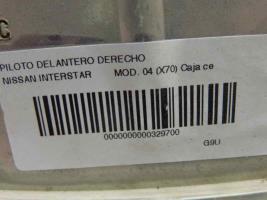 PILOTO DELANTERO DERECHO
NISSAN INTERSTAR MOD. 04 (X70) Caja ce
0000000000329700
G9U